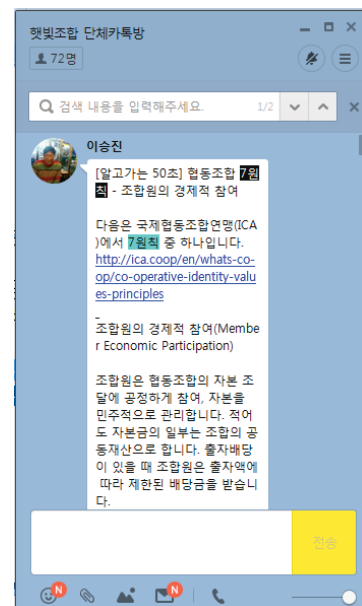 햇빛조합 단체카톡방
72명
검색 내용을 입력해주세요. 1/2
이승진
[알고가는 50초] 협동조합 7원
칙 - 조합원의 경제적 참여
다음은 국제협동조합연맹(ICA
)에서 7원칙 중 하나입니다.
http://ica.coop/en/whats-co-
op/co-operative-identity-valu
es-principles
_
조합원의 경제적 참여(Membe
r Economic Participation)
조합원은 협동조합의 자본 조
달에 공정하게 참여, 자본을
민주적으로 관리합니다. 적어
도 자본금의 일부는 조합의 공
동재산으로 합니다. 출자배당
이 있을 때 조합원은 출자액에
따라 제한된 배당금을 받습니
다.
전송
N N